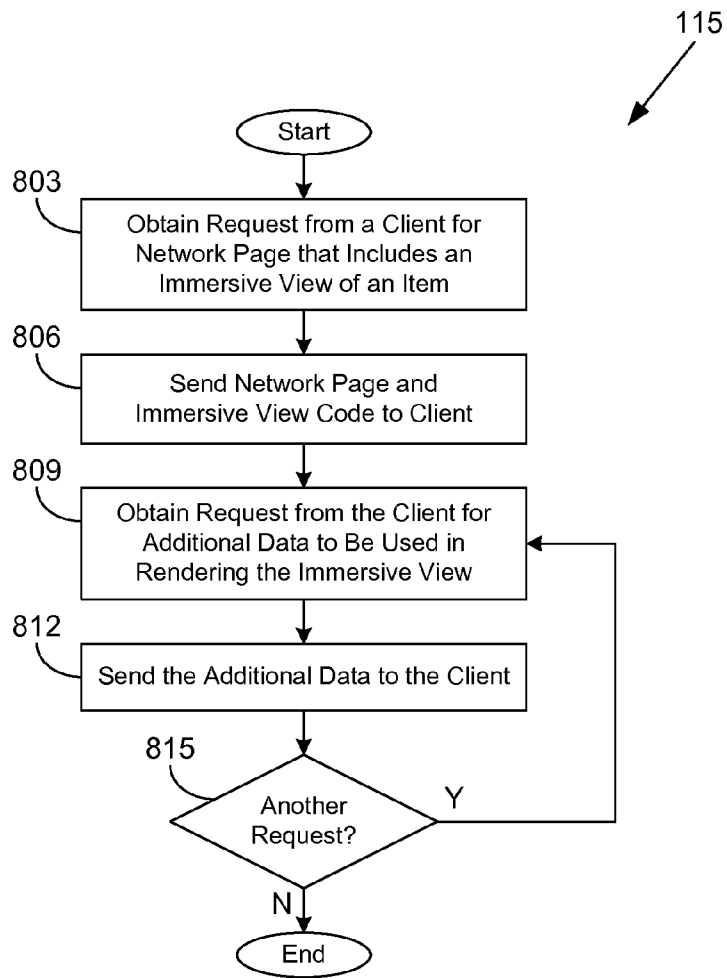 115
Start
803
Obtain Request from a Client for
Network Page that Includes an
Immersive View of an Item
806
Send Network Page and
Immersive View Code to Client
809
Obtain Request from the Client for
Additional Data to Be Used in
Rendering the Immersive View
812
Send the Additional Data to the Client
815
Another
Request?
Y
N
End